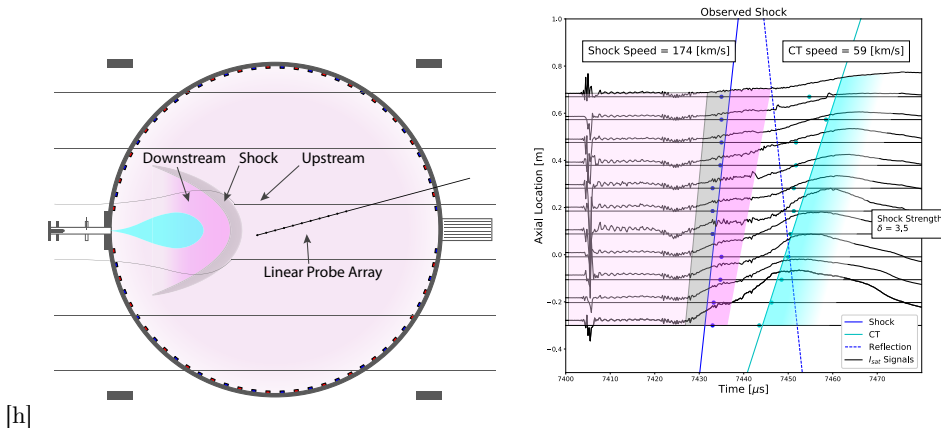 Downstream
Shock
Upstream
Linear Probe Array
[h]
Observed Shock
Shock Speed = 174 [km/s]
CT speed = 59 [km/s]
Shock Strength
δ = 3,5
Axial Location [m]
1.0
0.8
0.6
0.4
0.2
0.0
−0.2
−0.4
7400
7410
7420
7430
7440
7450
7460
7470
Time [μs]
Shock
CT
Reflection
I_sat Signals